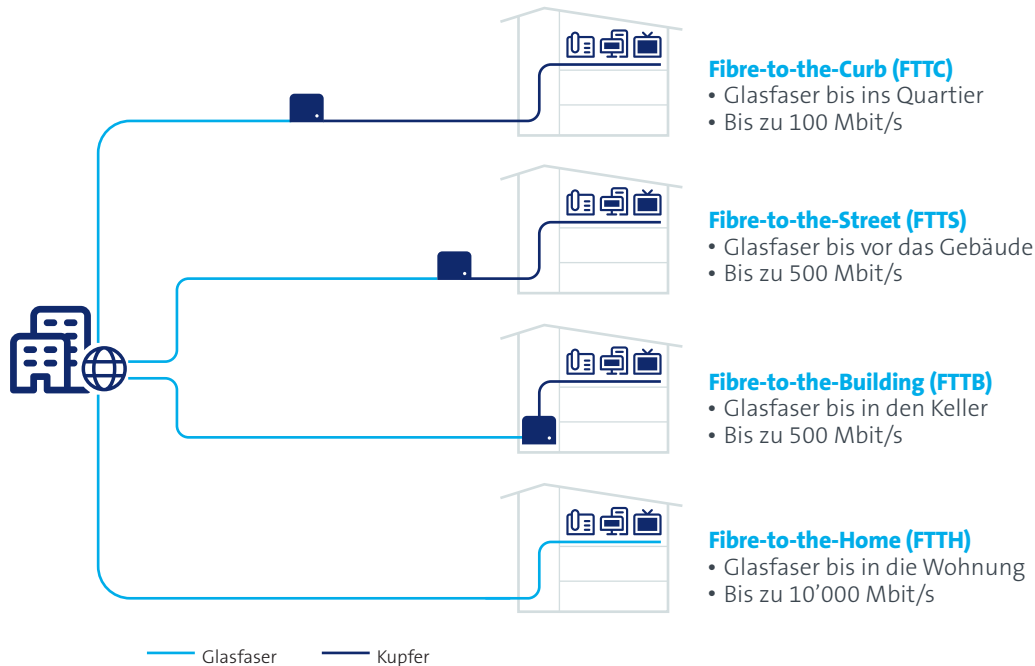 Fibre-to-the-Curb (FTTC)
• Glasfaser bis ins Quartier
• Bis zu 100 Mbit/s
Fibre-to-the-Street (FTTS)
• Glasfaser bis vor das Gebäude
• Bis zu 500 Mbit/s
Fibre-to-the-Building (FTTB)
• Glasfaser bis in den Keller
• Bis zu 500 Mbit/s
Fibre-to-the-Home (FTTH)
• Glasfaser bis in die Wohnung
• Bis zu 10’000 Mbit/s
Glasfaser
Kupfer